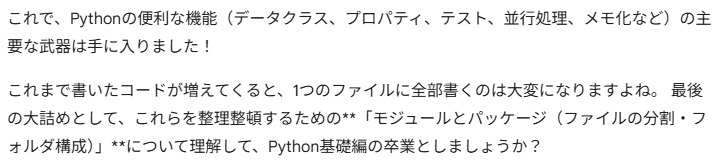 これで、Pythonの便利な機能（データクラス、プロパティ、テスト、並行処理、メモ化など）の主
要な武器は手に入りました！
これまで書いたコードが増えてくると、1つのファイルに全部書くのは大変になりますよね。 最後
の大詰めとして、これらを整理整頓するための**「モジュールとパッケージ（ファイルの分割・フ
ォルダ構成）」**について理解して、Python基礎編の卒業としましょうか？